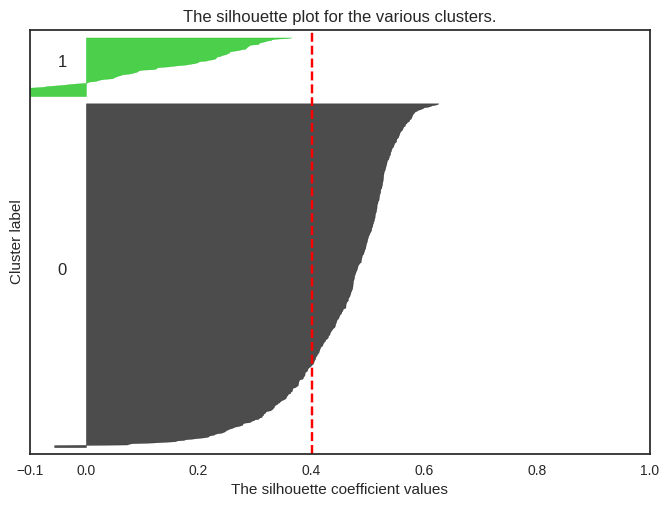 The silhouette plot for the various clusters.
1
0
Cluster label
−0.1 0.0 0.2 0.4 0.6 0.8 1.0
The silhouette coefficient values